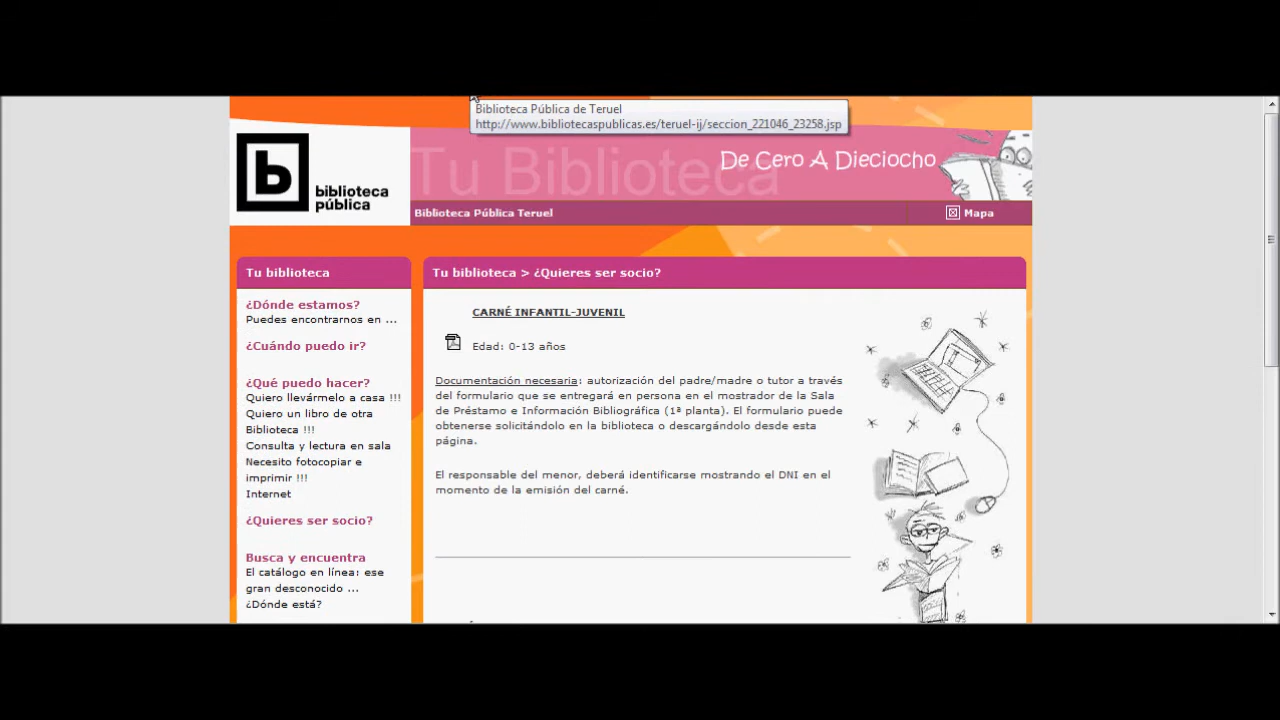 Biblioteca Pública de Teruel
http://www.bibliotecaspublicas.es/teruel-ij/seccion_221046_23258.jsp
b biblioteca pública
Tu Biblioteca
De Cero A Dieciocho
Biblioteca Pública Teruel
Mapa
Tu biblioteca
¿Dónde estamos?
Puedes encontrarnos en ...
¿Cuándo puedo ir?
¿Qué puedo hacer?
Quiero llevármelo a casa !!!
Quiero un libro de otra
Biblioteca !!!
Consulta y lectura en sala
Necesito fotocopiar e
imprimir !!!
Internet
¿Quieres ser socio?
Busca y encuentra
El catálogo en línea: ese
gran desconocido ...
¿Dónde está?
Tu biblioteca > ¿Quieres ser socio?
CARNÉ INFANTIL-JUVENIL
Edad: 0-13 años
Documentación necesaria: autorización del padre/madre o tutor a través
del formulario que se entregará en persona en el mostrador de la Sala
de Préstamo e Información Bibliográfica (1ª planta). El formulario puede
obtenerse solicitándolo en la biblioteca o descargándolo desde esta
página.
El responsable del menor, deberá identificarse mostrando el DNI en el
momento de la emisión del carné.